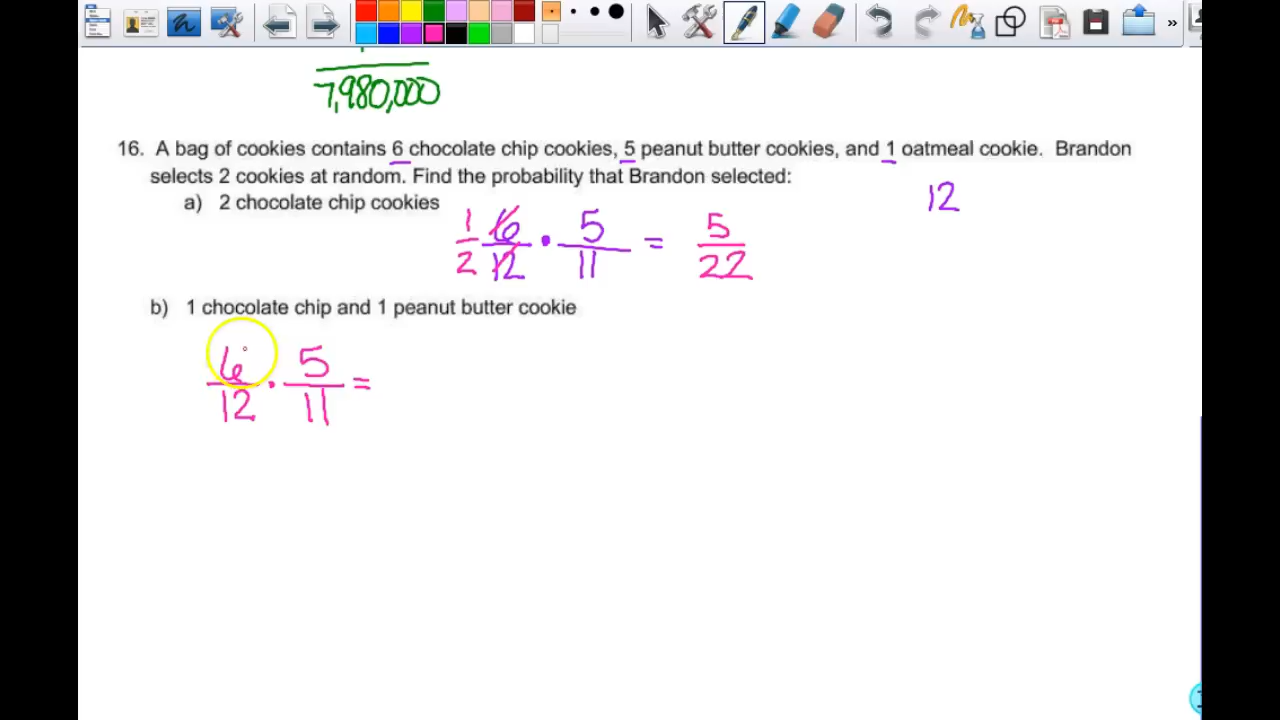 7,980,000
16. A bag of cookies contains 6 chocolate chip cookies, 5 peanut butter cookies, and 1 oatmeal cookie. Brandon
selects 2 cookies at random. Find the probability that Brandon selected:
12
a) 2 chocolate chip cookies
1/2 6/12 • 5/11 = 5/22
b) 1 chocolate chip and 1 peanut butter cookie
6/12 • 5/11 =